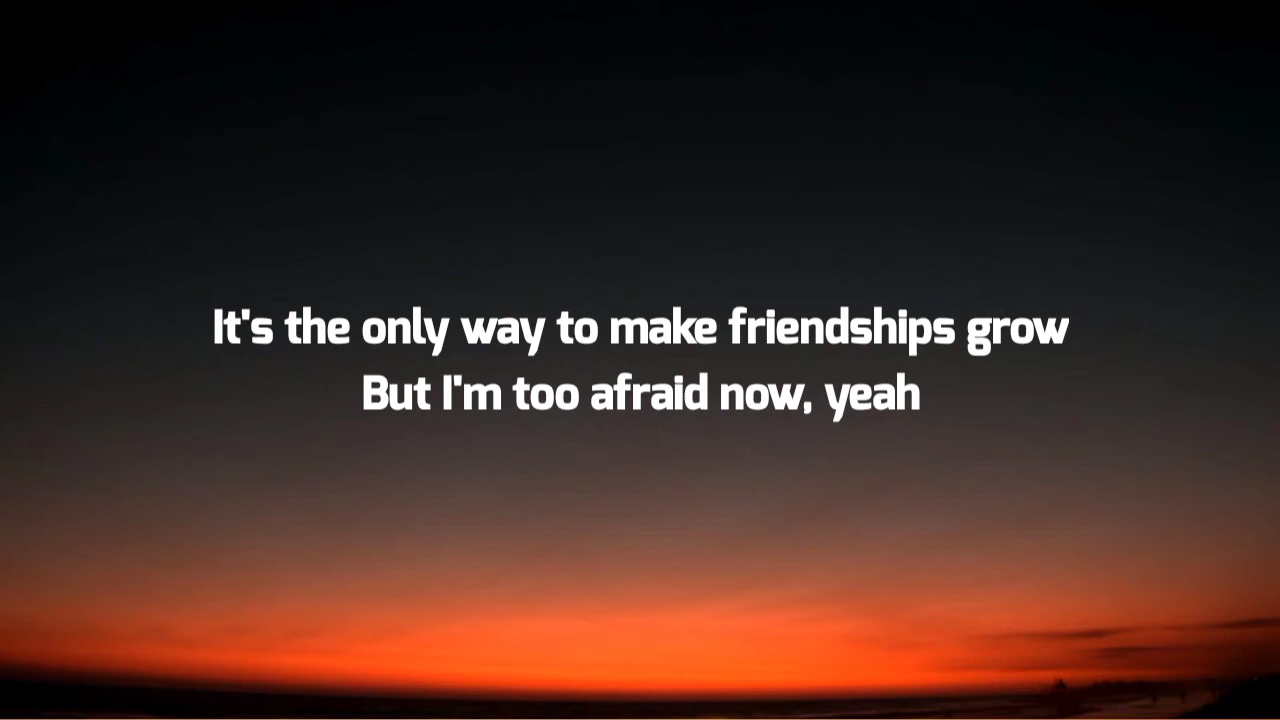 It's the only way to make friendships grow
But I'm too afraid now, yeah